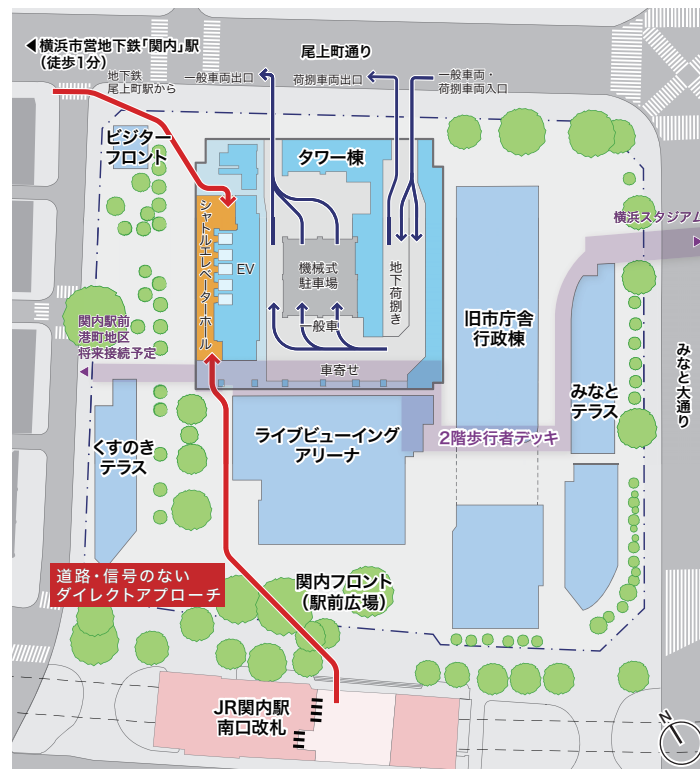 ◀横浜市営地下鉄「関内」駅
（徒歩1分）
尾上町通り
地下鉄
尾上町駅から
一般車両出口
荷捌車両出口
一般車両・
荷捌車両入口
ビジター
フロント
タワー棟
シャトルエレベーターホール
EV
機械式
駐車場
地下荷捌き
一般車
車寄せ
旧市庁舎
行政棟
横浜スタジアム
関内駅前
港町地区
将来接続予定
みなと
テラス
みなと大通り
くすのき
テラス
ライブビューイング
アリーナ
2階歩行者デッキ
道路・信号のない
ダイレクトアプローチ
関内フロント
（駅前広場）
JR関内駅
南口改札
N